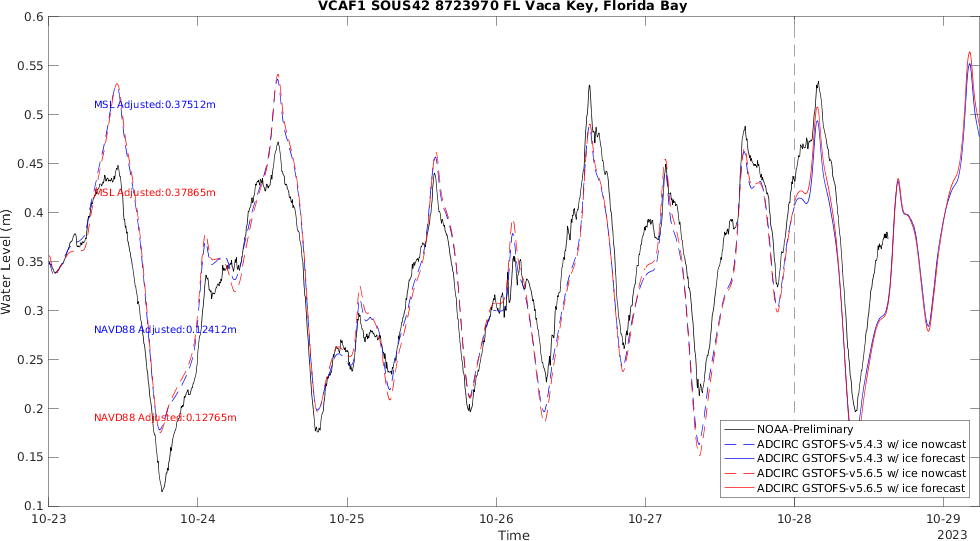 VCAF1 SOUS42 8723970 FL Vaca Key, Florida Bay
0.6
0.55
0.5
0.45
0.4
0.35
0.3
0.25
0.2
0.15
0.1
Water Level (m)
MSL Adjusted:0.37512m
MSL Adjusted:0.37865m
NAVD88 Adjusted:0.12412m
NAVD88 Adjusted:0.12765m
NOAA-Preliminary
ADCIRC GSTOFS-v5.4.3 w/ ice nowcast
ADCIRC GSTOFS-v5.4.3 w/ ice forecast
ADCIRC GSTOFS-v5.6.5 w/ ice nowcast
ADCIRC GSTOFS-v5.6.5 w/ ice forecast
10-23 10-24 10-25 10-26 10-27 10-28 10-29
Time
2023